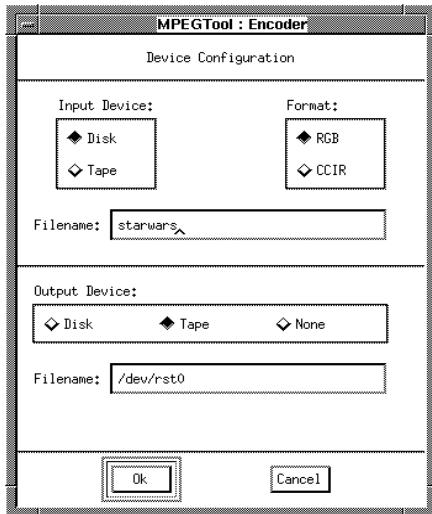 MPEGTool : Encoder
Device Configuration
Input Device: Format:
Disk RGB
Tape CCIR
Filename: starwars
Output Device:
Disk Tape None
Filename: /dev/rst0
Ok Cancel